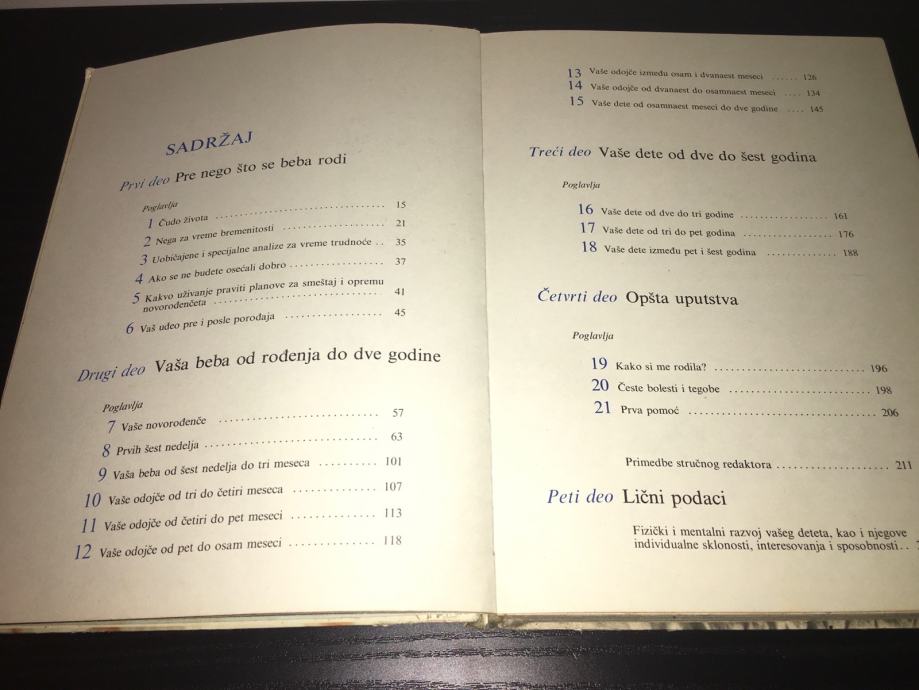 SADRŽAJ
Prvi deo Pre nego što se beba rodi
Poglavlja
1 Čudo života .......... 15
2 Nega za vreme bremenitosti .......... 21
3 Uobičajene i specijalne analize za vreme trudnoće .. 35
4 Ako se ne budete osećali dobro .......... 37
5 Kakvo uživanje praviti planove za smeštaj i opremu
novorođenčeta .......... 41
6 Vaš udeo pre i posle porođaja .......... 45
Drugi deo Vaša beba od rođenja do dve godine
Poglavlja
7 Vaše novorođenče .......... 57
8 Prvih šest nedelja .......... 63
9 Vaša beba od šest nedelja do tri meseca .......... 101
10 Vaše odojče od tri do četiri meseca .......... 107
11 Vaše odojče od četiri do pet meseci .......... 113
12 Vaše odojče od pet do osam meseci .......... 118
13 Vaše odojče između osam i dvanaest meseci ...... 126
14 Vaše odojče od dvanaest do osamnaest meseci .... 134
15 Vaše dete od osamnaest meseci do dve godine .... 145
Treći deo Vaše dete od dve do šest godina
Poglavlja
16 Vaše dete od dve do tri godine .......... 161
17 Vaše dete od tri do pet godina .......... 176
18 Vaše dete između pet i šest godina .......... 188
Četvrti deo Opšta uputstva
Poglavlja
19 Kako si me rodila? .......... 196
20 Česte bolesti i tegobe .......... 198
21 Prva pomoć .......... 206
Primedbe stručnog redaktora .......... 211
Peti deo Lični podaci
Fizički i mentalni razvoj vašeg deteta, kao i njegove
individualne sklonosti, interesovanja i sposobnosti..